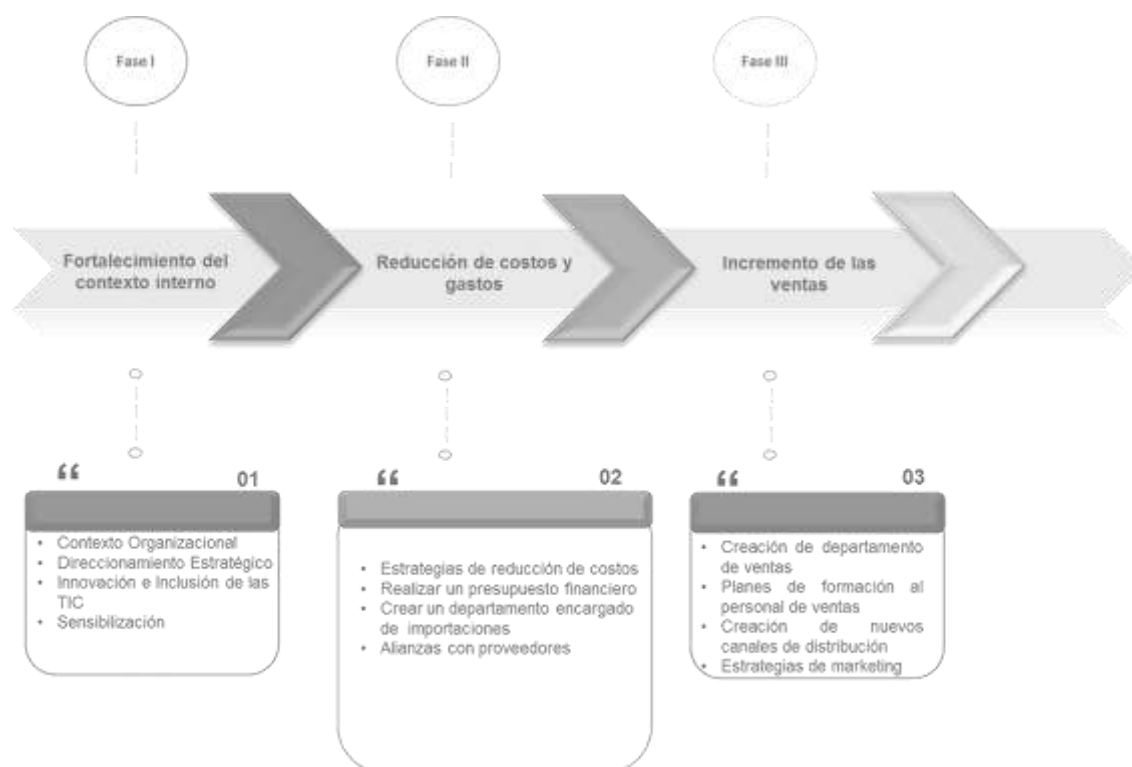 Fase I
Fase II
Fase III
Fortalecimiento del
contexto interno
Reducción de costos y
gastos
Incremento de las
ventas
“ 01
• Contexto Organizacional
• Direccionamiento Estratégico
• Innovación e Inclusión de las
TIC
• Sensibilización
“ 02
• Estrategias de reducción de costos
• Realizar un presupuesto financiero
• Crear un departamento encargado
de importaciones
• Alianzas con proveedores
“ 03
• Creación de departamento
de ventas
• Planes de formación al
personal de ventas
• Creación de nuevos
canales de distribución
• Estrategias de marketing